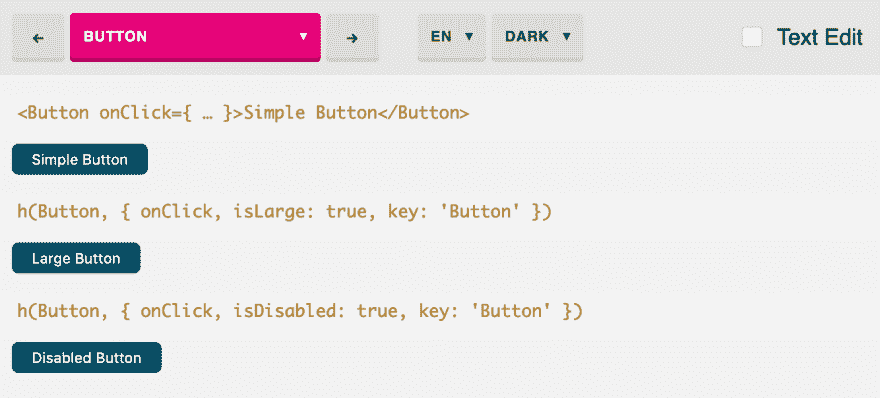 ← BUTTON ▼ → EN ▼ DARK ▼ Text Edit
<Button onClick={ … }>Simple Button</Button>
Simple Button
h(Button, { onClick, isLarge: true, key: 'Button' })
Large Button
h(Button, { onClick, isDisabled: true, key: 'Button' })
Disabled Button